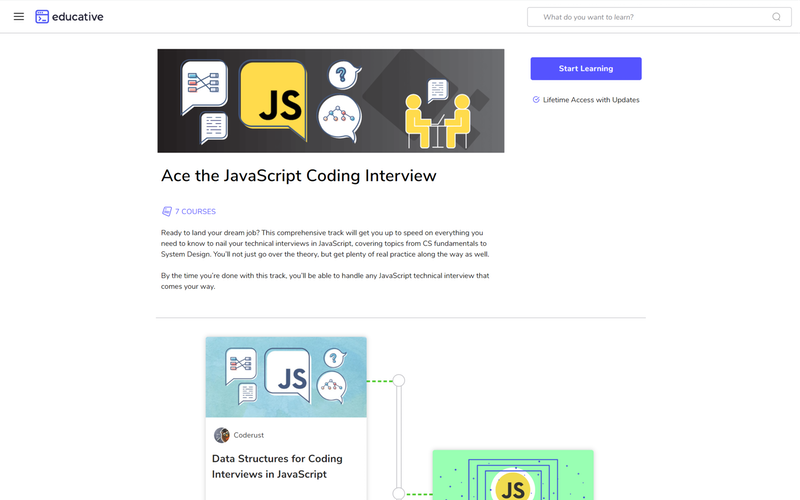 educative
What do you want to learn?
JS
?
Start Learning
Lifetime Access with Updates
Ace the JavaScript Coding Interview
7 COURSES
Ready to land your dream job? This comprehensive track will get you up to speed on everything you
need to know to nail your technical interviews in JavaScript, covering topics from CS fundamentals to
System Design. You'll not just go over the theory, but get plenty of real practice along the way as well.
By the time you're done with this track, you'll be able to handle any JavaScript technical interview that
comes your way.
JS
?
Coderust
Data Structures for Coding
Interviews in JavaScript
JS